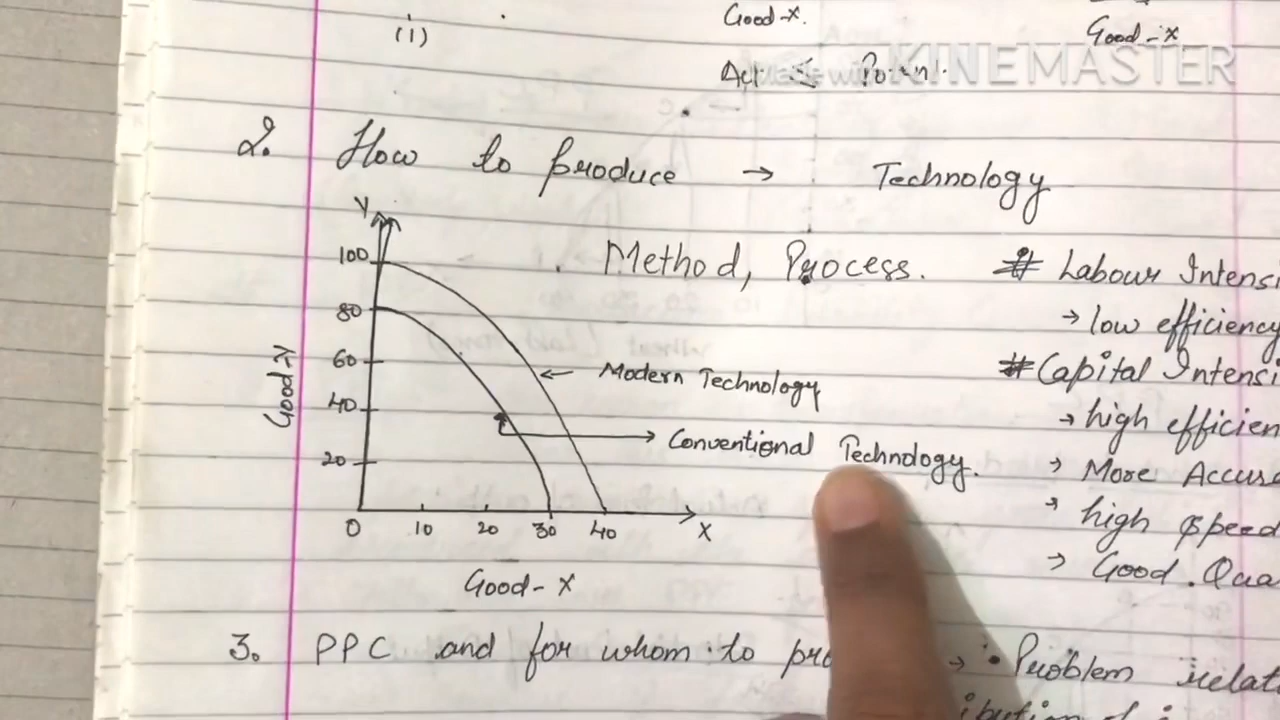 Good-X.
(i)
Good-X
KINEMASTER
2. How to produce → Technology
Method, Process.
# Labour Intensi
→ low efficiency
# Capital Intensi
→ high efficien
→ More Accura
→ high speed
→ Good Qua
Y
100
80
60
40
20
0 10 20 30 40 X
Good-Y
Good-X
← Modern Technology
→ Conventional Technology.
3. PPC and for whom to pro → Problem relat